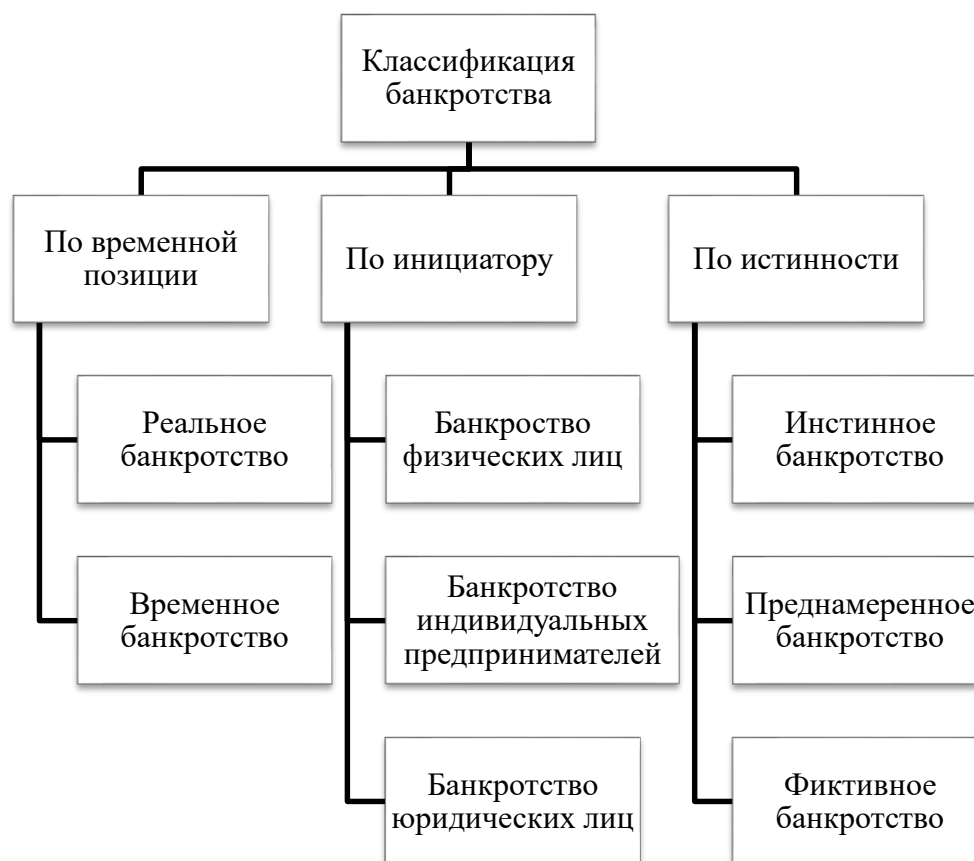 Классификация
банкротства
По временной
позиции
По инициатору
По истинности
Реальное
банкротство
Банкроство
физических лиц
Инстинное
банкротство
Временное
банкротство
Банкротство
индивидуальных
предпринимателей
Преднамеренное
банкротство
Банкротство
юридических лиц
Фиктивное
банкротство